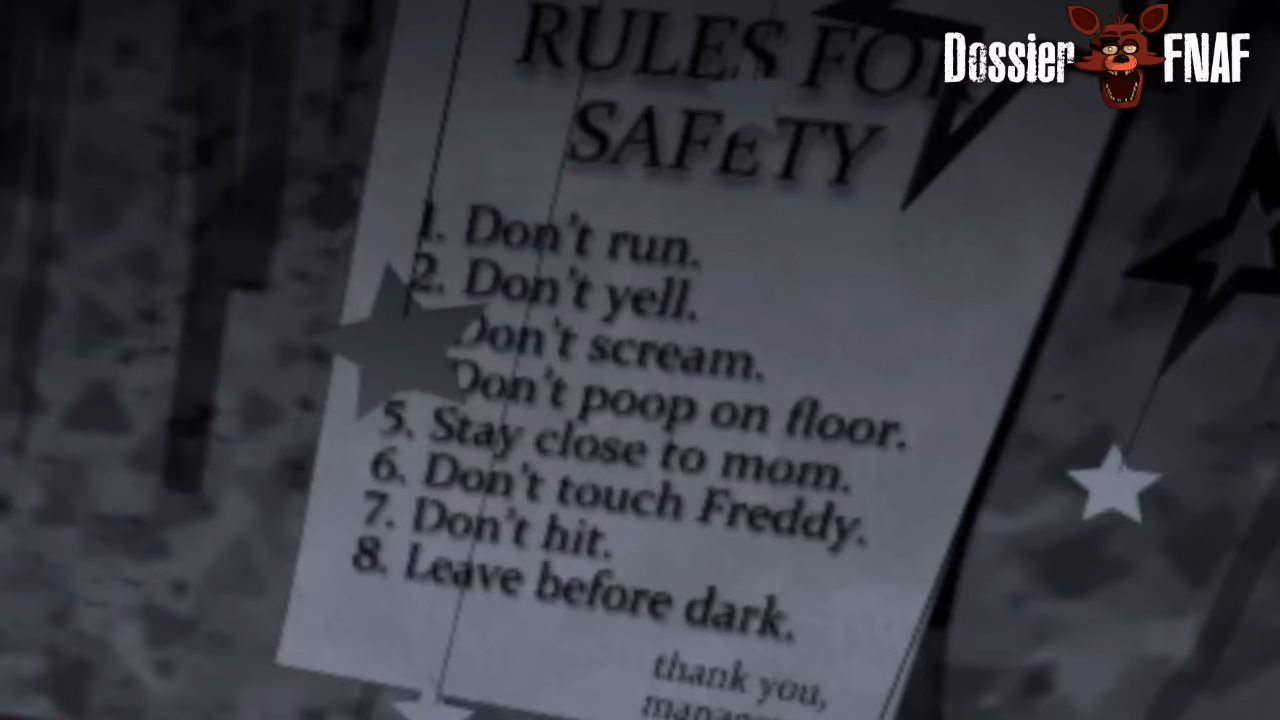 Dossier FNAF
RULES FOR
SAFeTY
1. Don't run.
2. Don't yell.
Don't scream.
Don't poop on floor.
5. Stay close to mom.
6. Don't touch Freddy.
7. Don't hit.
8. Leave before dark.
thank you,